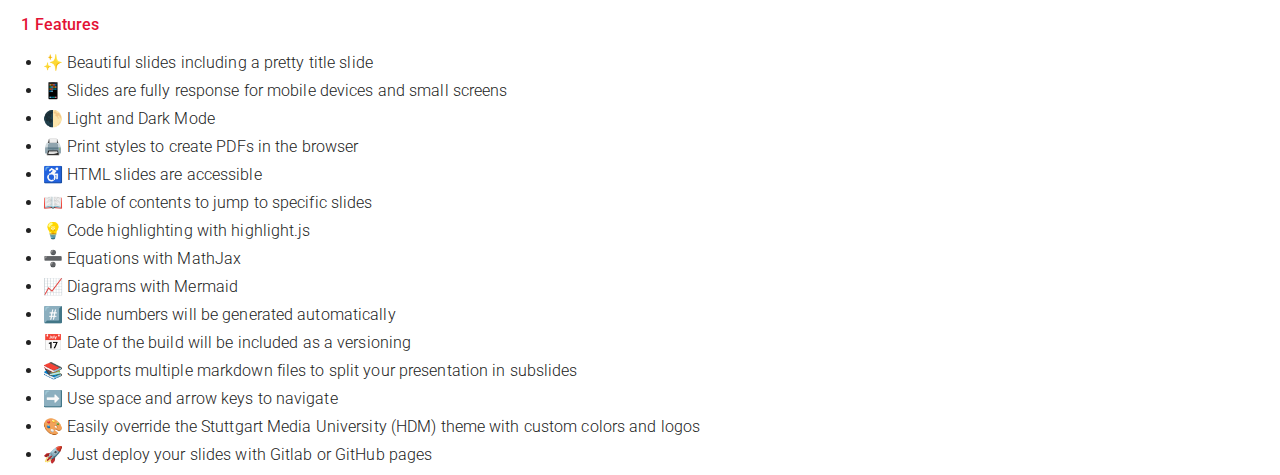 1 Features
• ✨ Beautiful slides including a pretty title slide
• 📱 Slides are fully response for mobile devices and small screens
• 🌓 Light and Dark Mode
• 🖨️ Print styles to create PDFs in the browser
• ♿ HTML slides are accessible
• 📖 Table of contents to jump to specific slides
• 💡 Code highlighting with highlight.js
• ➗ Equations with MathJax
• 📈 Diagrams with Mermaid
• #️⃣ Slide numbers will be generated automatically
• 📅 Date of the build will be included as a versioning
• 📚 Supports multiple markdown files to split your presentation in subslides
• ➡️ Use space and arrow keys to navigate
• 🎨 Easily override the Stuttgart Media University (HDM) theme with custom colors and logos
• 🚀 Just deploy your slides with Gitlab or GitHub pages